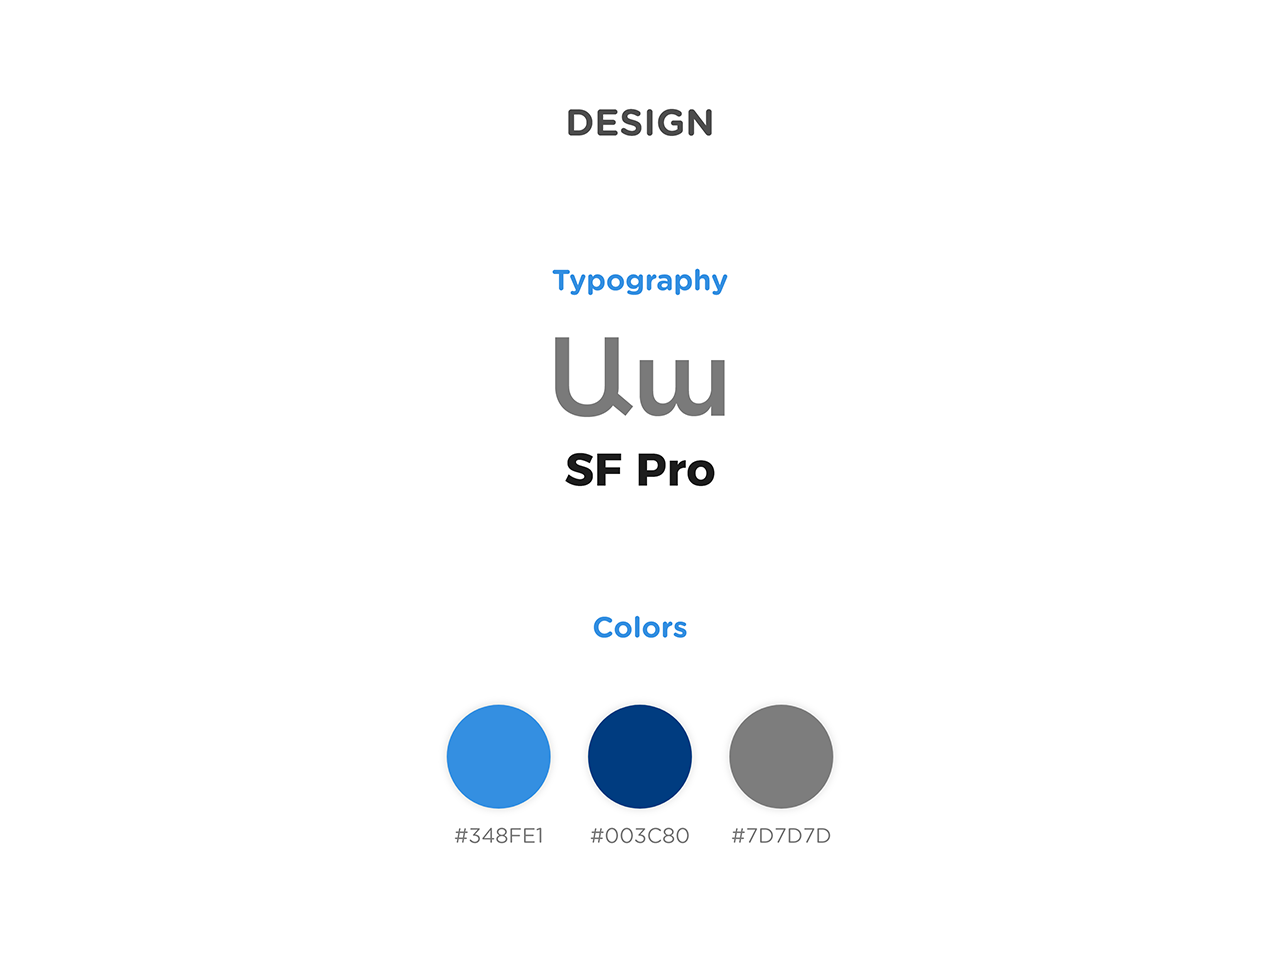 DESIGN
Typography
Աա
SF Pro
Colors
#348FE1 #003C80 #7D7D7D